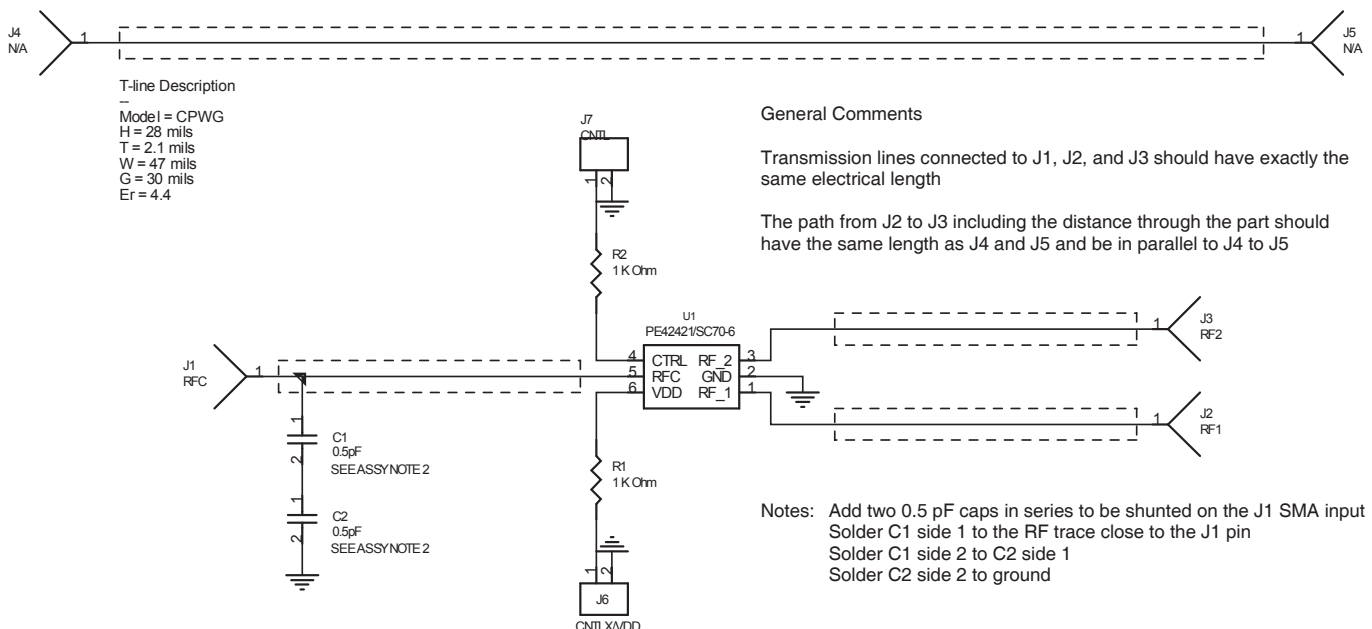 J4
N/A
1
1
J5
N/A
T-line Description
--
Model = CPWG
H = 28 mils
T = 2.1 mils
W = 47 mils
G = 30 mils
Er = 4.4
J7
CNTL
1
2
General Comments
Transmission lines connected to J1, J2, and J3 should have exactly the
same electrical length
The path from J2 to J3 including the distance through the part should
have the same length as J4 and J5 and be in parallel to J4 to J5
R2
1 K Ohm
U1
PE42421/SC70-6
J1
RFC
1
4
5
6
CTRL
RFC
VDD
RF_2
GND
RF_1
3
2
1
1
J3
RF2
1
J2
RF1
1
2
C1
0.5pF
SEE ASSY NOTE 2
1
2
C2
0.5pF
SEE ASSY NOTE 2
R1
1 K Ohm
1
2
J6
CNTLX/VDD
Notes: Add two 0.5 pF caps in series to be shunted on the J1 SMA input
Solder C1 side 1 to the RF trace close to the J1 pin
Solder C1 side 2 to C2 side 1
Solder C2 side 2 to ground